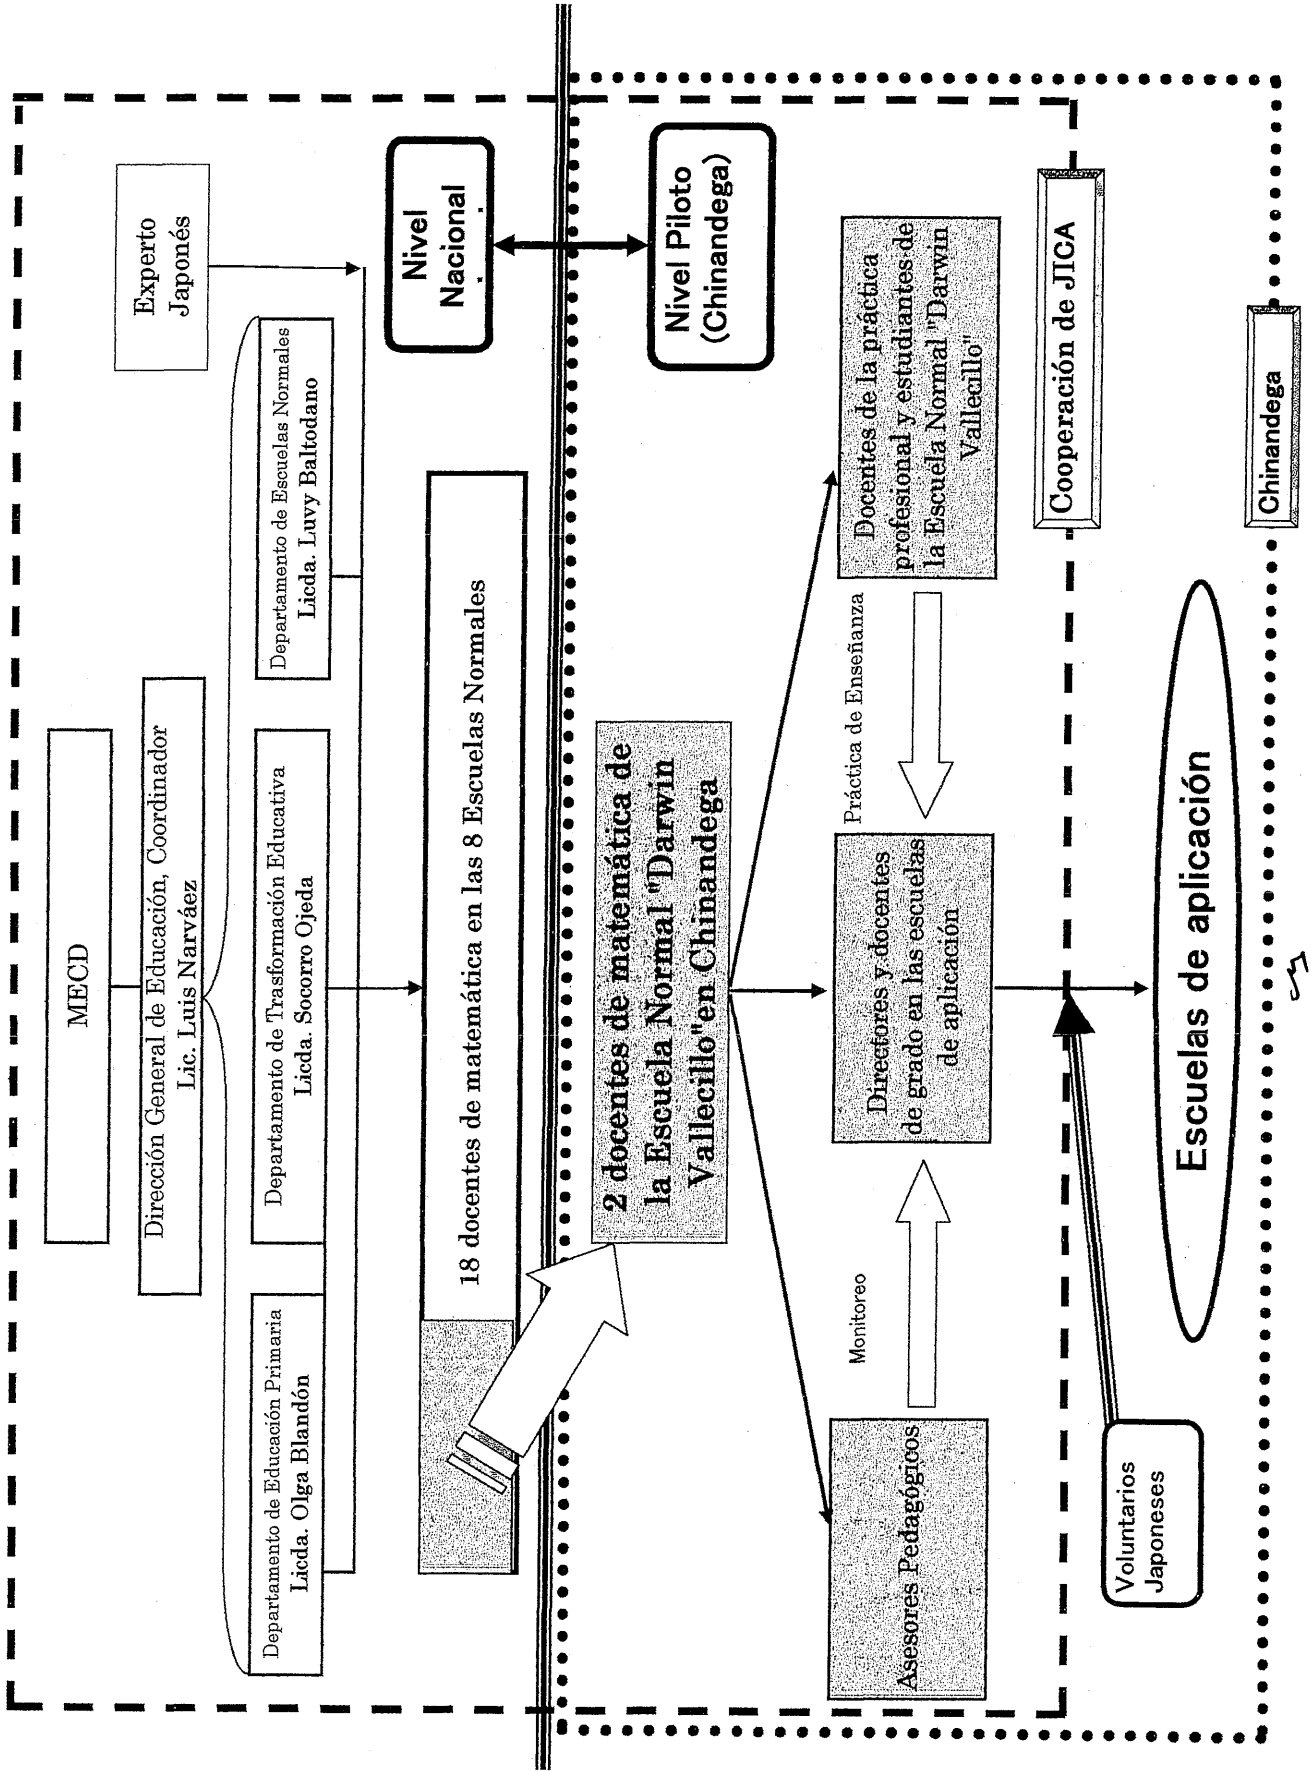 MECD
Dirección General de Educación, Coordinador
Lic. Luis Narváez
Experto
Japonés
Departamento de Educación Primaria
Licda. Olga Blandón
Departamento de Trasformación Educativa
Licda. Socorro Ojeda
Departamento de Escuelas Normales
Licda. Luvy Baltodano
Nivel
Nacional
18 docentes de matemática en las 8 Escuelas Normales
2 docentes de matemática de
la Escuela Normal "Darwin
Vallecillo"en Chinandega
Nivel Piloto
(Chinandega)
Monitoreo
Práctica de Enseñanza
Asesores Pedagógicos
Directores y docentes
de grado en las escuelas
de aplicación
Docentes de la práctica
profesional y estudiantes de
la Escuela Normal "Darwin
Vallecillo"
Cooperación de JICA
Voluntarios
Japoneses
Escuelas de aplicación
Chinandega